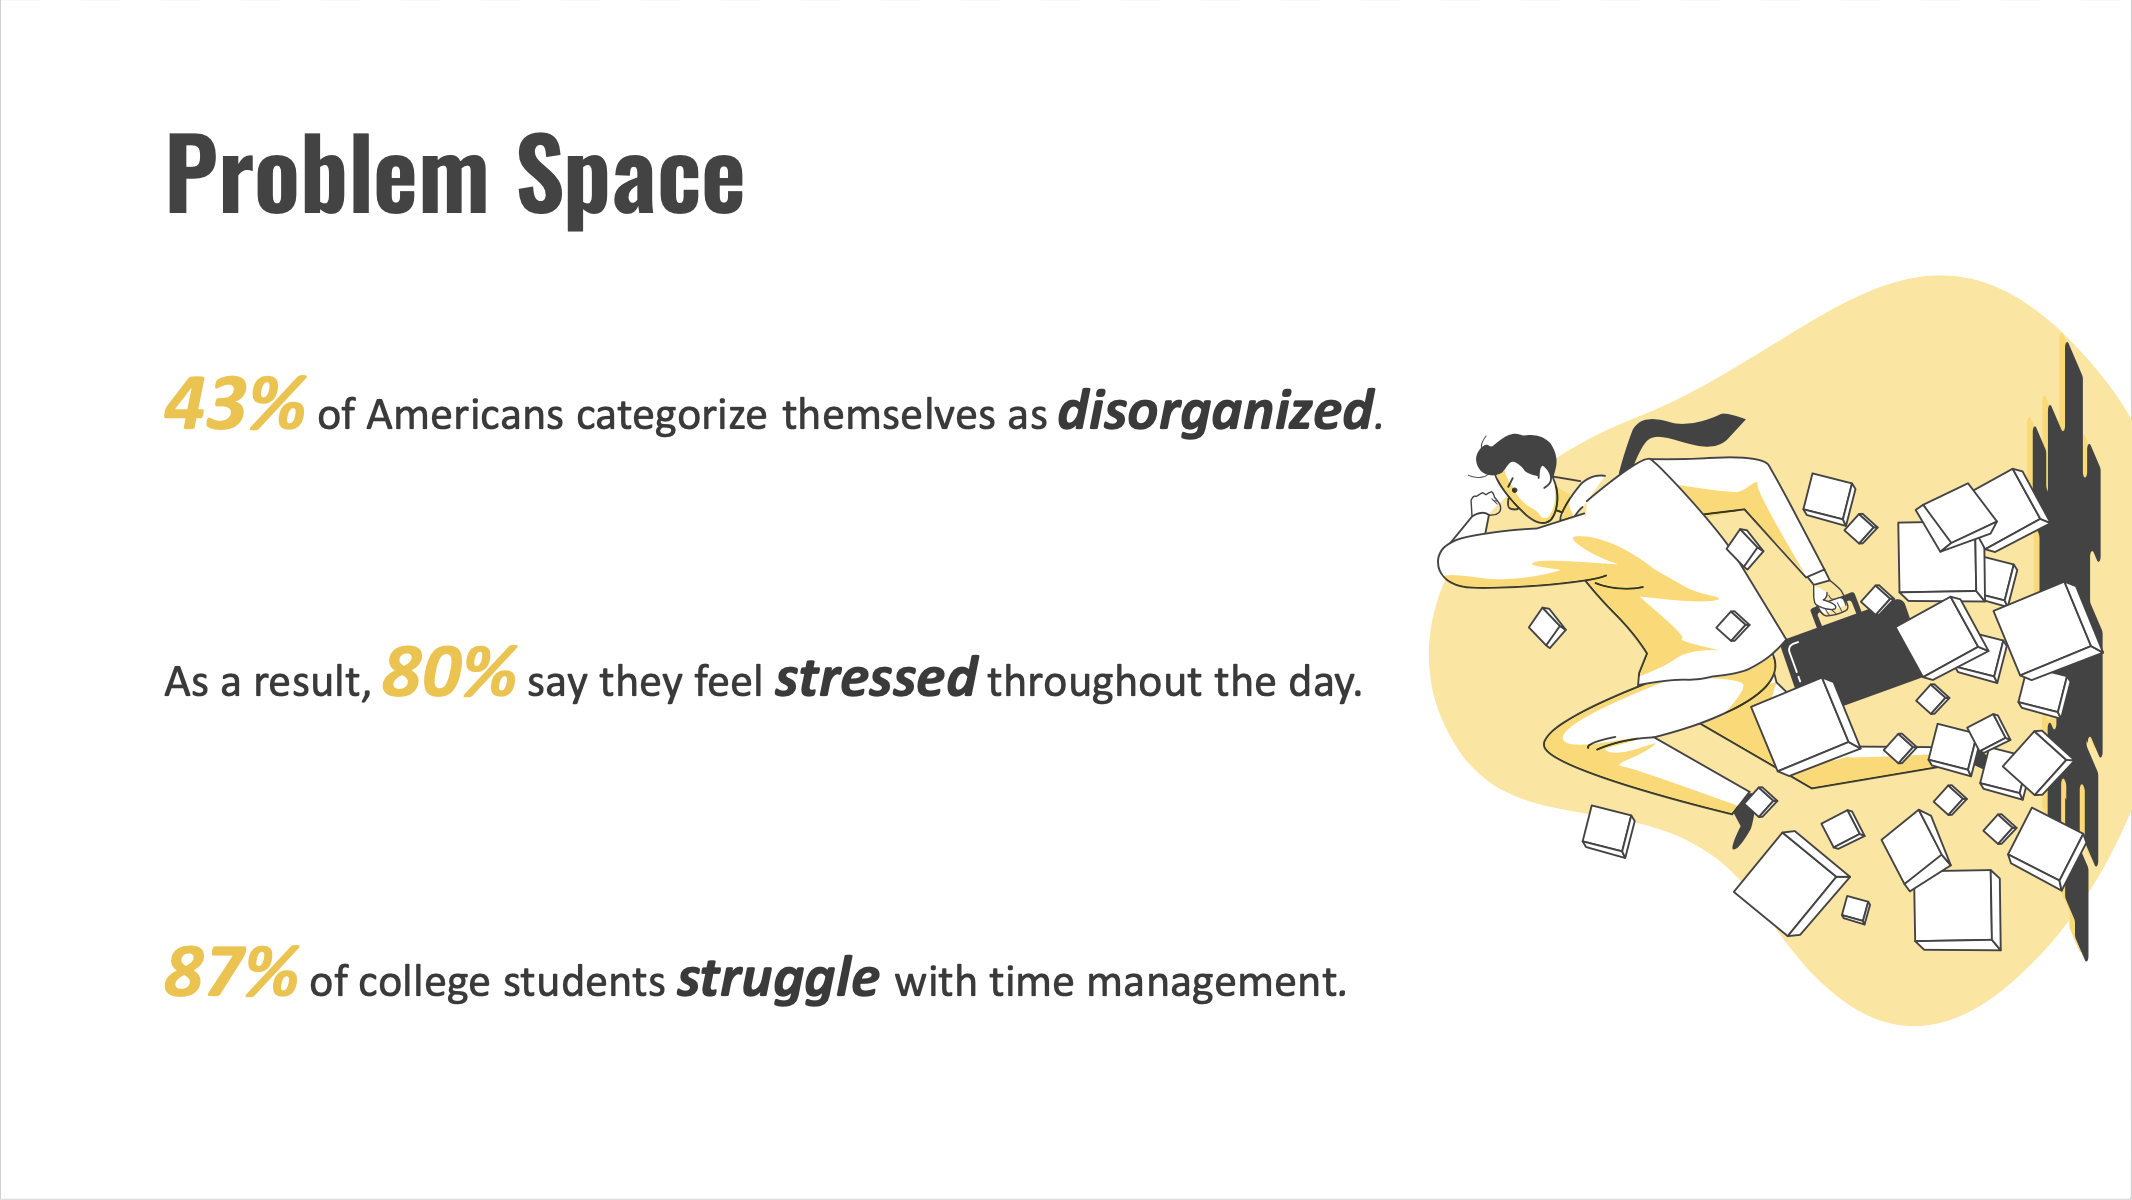 Problem Space
43% of Americans categorize themselves as disorganized.
As a result, 80% say they feel stressed throughout the day.
87% of college students struggle with time management.